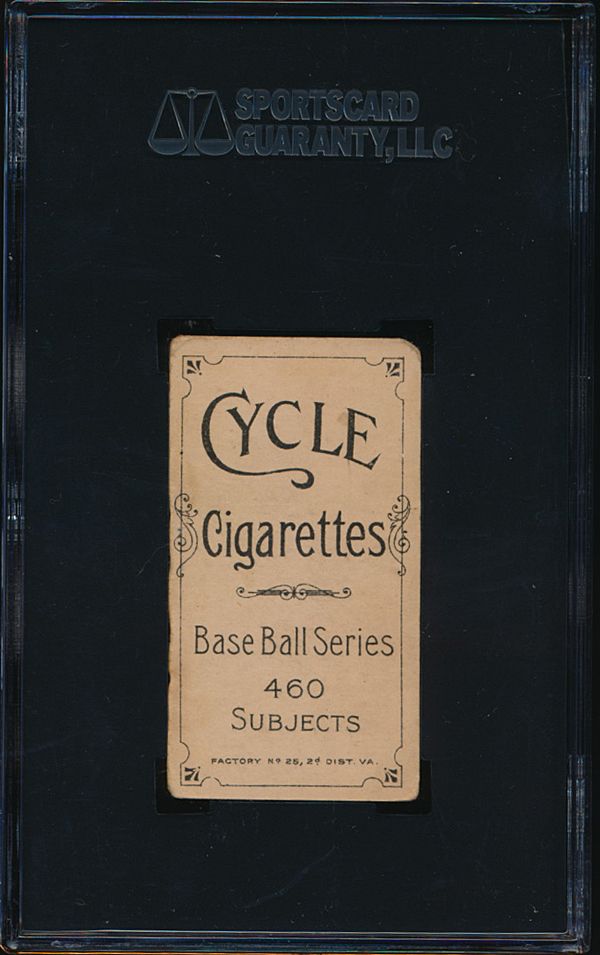 SPORTSCARD
GUARANTY, LLC
CYCLE
Cigarettes
Base Ball Series
460
SUBJECTS
FACTORY Nº 25, 2d DIST. VA.